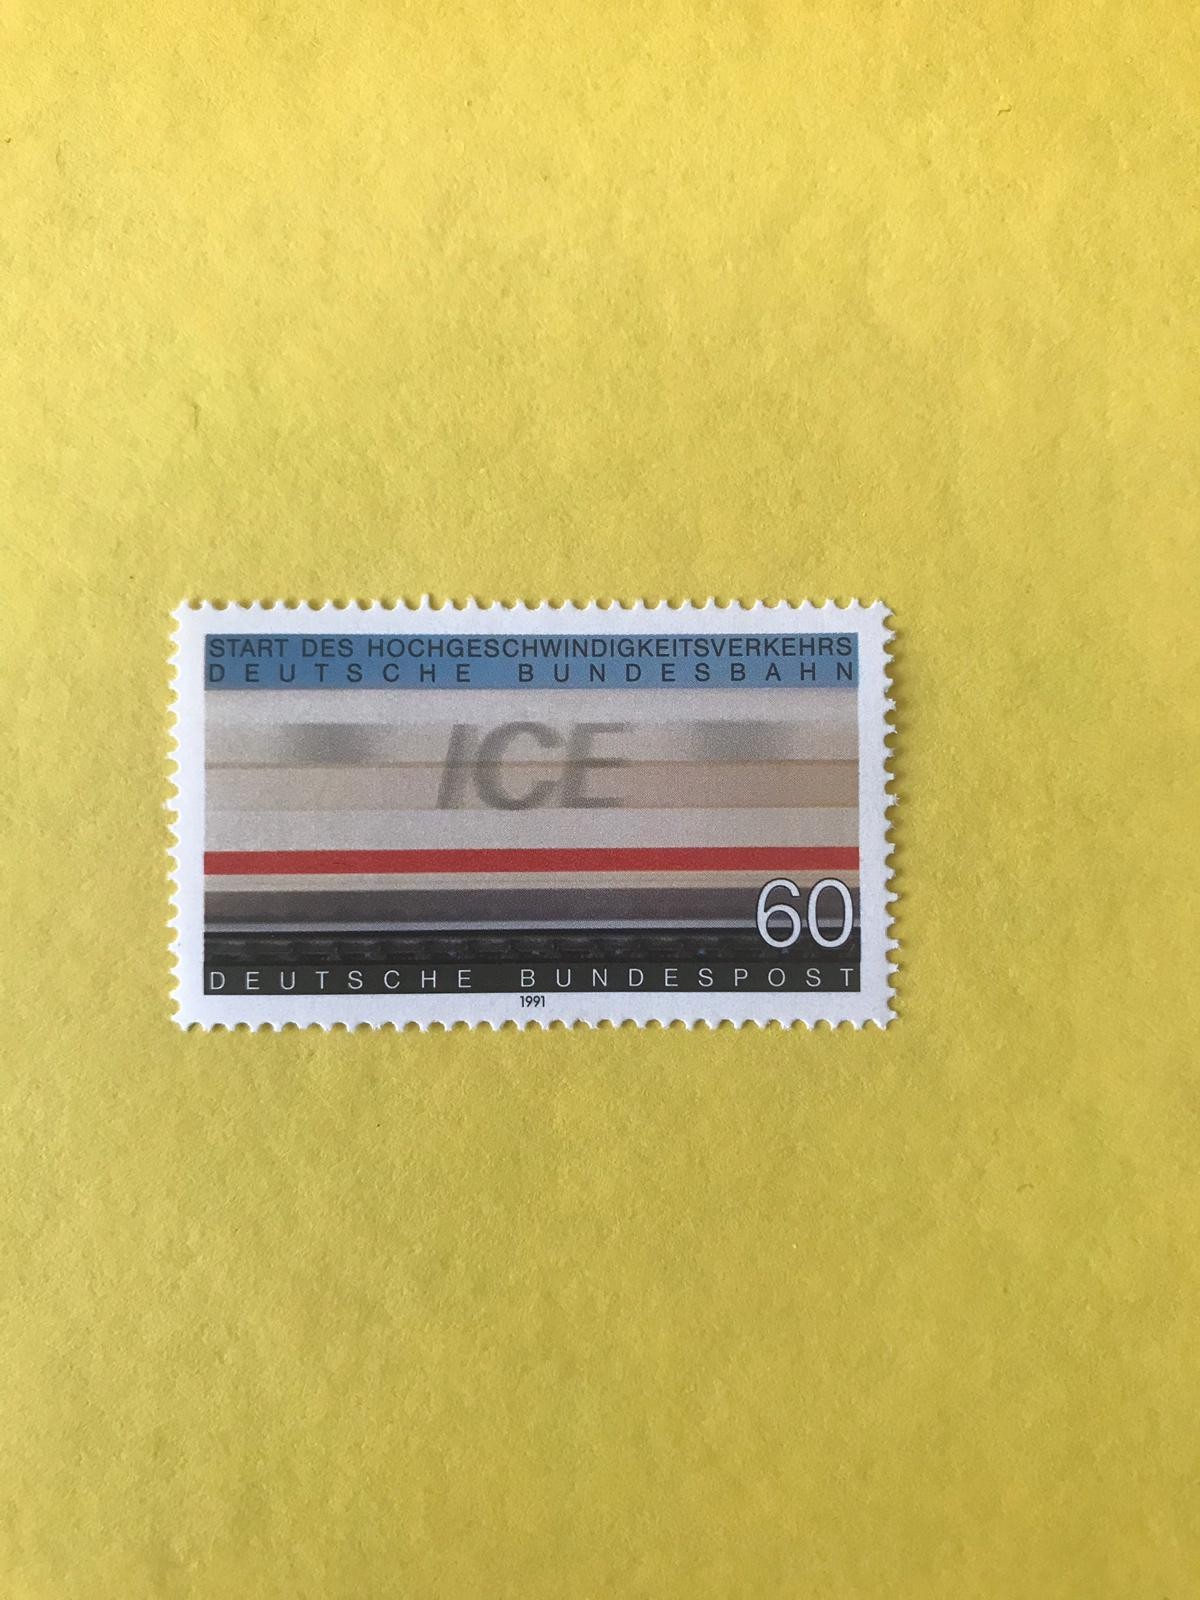 START DES HOCHGESCHWINDIGKEITSVERKEHRS
DEUTSCHE BUNDESBAHN
ICE
60
DEUTSCHE BUNDESPOST
1991